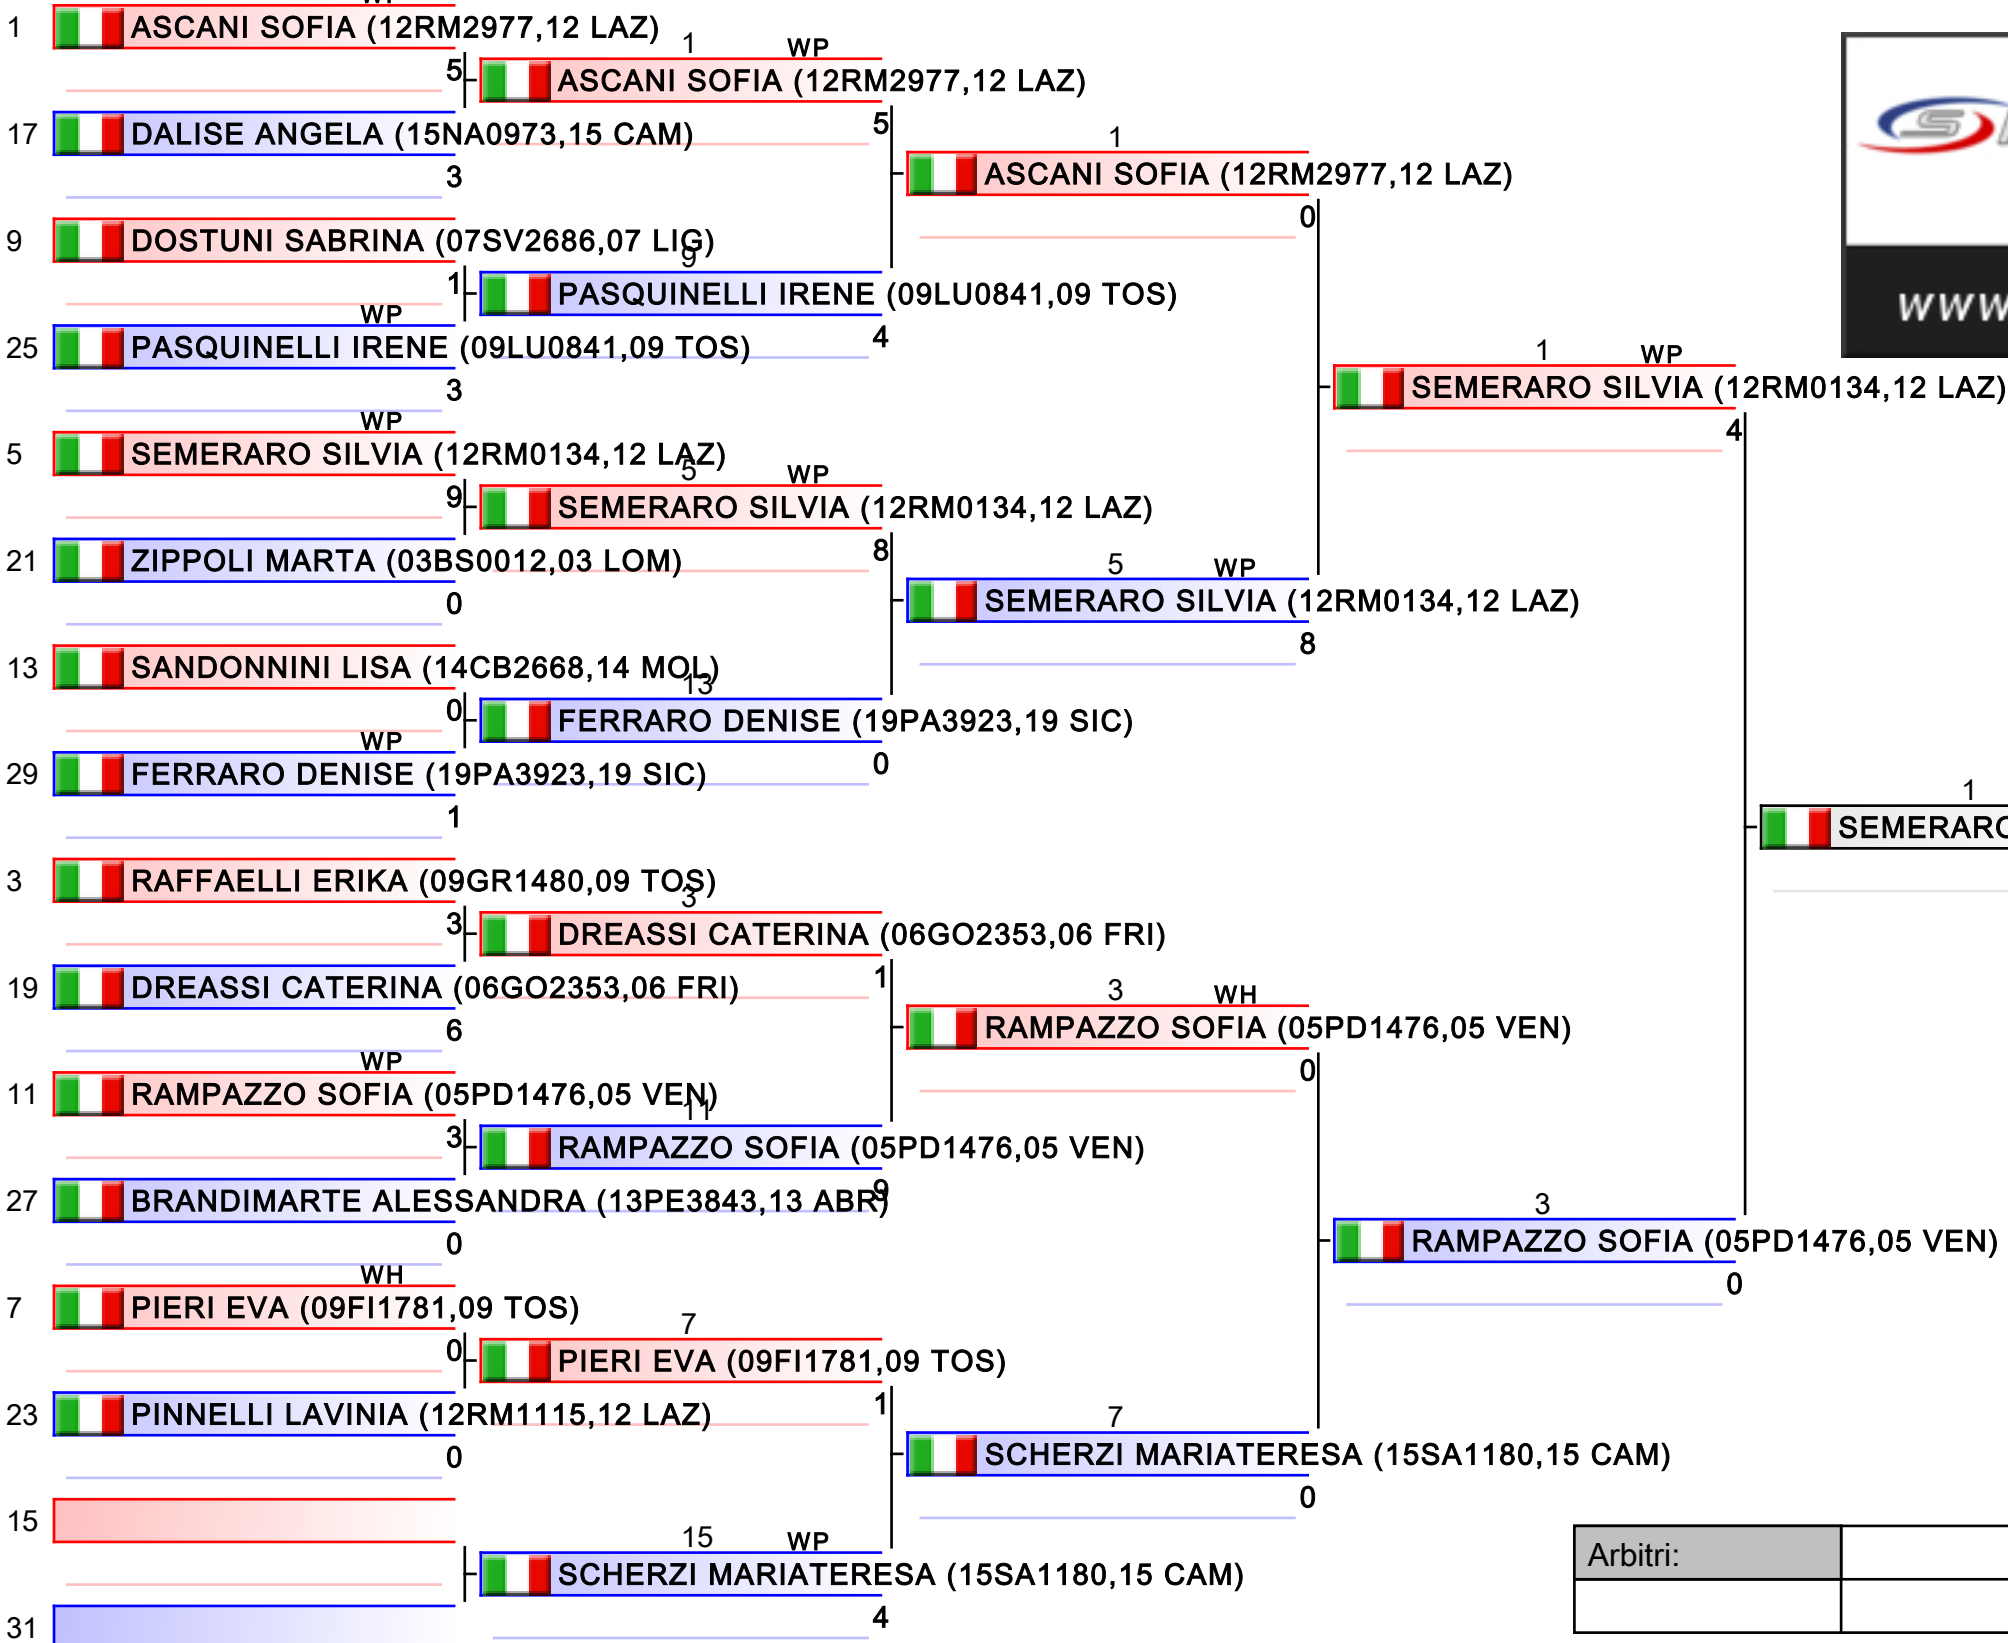 WP
1 ASCANI SOFIA (12RM2977,12 LAZ)
5
17 DALISE ANGELA (15NA0973,15 CAM)
3
9 DOSTUNI SABRINA (07SV2686,07 LIG)
1
WP
25 PASQUINELLI IRENE (09LU0841,09 TOS)
3
WP
5 SEMERARO SILVIA (12RM0134,12 LAZ)
9
21 ZIPPOLI MARTA (03BS0012,03 LOM)
0
13 SANDONNINI LISA (14CB2668,14 MOL)
0
WP
29 FERRARO DENISE (19PA3923,19 SIC)
1
3 RAFFAELLI ERIKA (09GR1480,09 TOS)
3
19 DREASSI CATERINA (06GO2353,06 FRI)
6
WP
11 RAMPAZZO SOFIA (05PD1476,05 VEN)
3
27 BRANDIMARTE ALESSANDRA (13PE3843,13 ABR)
0
WH
7 PIERI EVA (09FI1781,09 TOS)
0
23 PINNELLI LAVINIA (12RM1115,12 LAZ)
0
15
31
1 WP
ASCANI SOFIA (12RM2977,12 LAZ)
5
9
PASQUINELLI IRENE (09LU0841,09 TOS)
4
5 WP
SEMERARO SILVIA (12RM0134,12 LAZ)
8
13
FERRARO DENISE (19PA3923,19 SIC)
0
3
DREASSI CATERINA (06GO2353,06 FRI)
1
11
RAMPAZZO SOFIA (05PD1476,05 VEN)
9
7
PIERI EVA (09FI1781,09 TOS)
1
15 WP
SCHERZI MARIATERESA (15SA1180,15 CAM)
4
1
ASCANI SOFIA (12RM2977,12 LAZ)
0
5 WP
SEMERARO SILVIA (12RM0134,12 LAZ)
8
3 WH
RAMPAZZO SOFIA (05PD1476,05 VEN)
0
7
SCHERZI MARIATERESA (15SA1180,15 CAM)
0
1 WP
SEMERARO SILVIA (12RM0134,12 LAZ)
4
3
RAMPAZZO SOFIA (05PD1476,05 VEN)
0
1
SEMERARO
S
www
Arbitri: